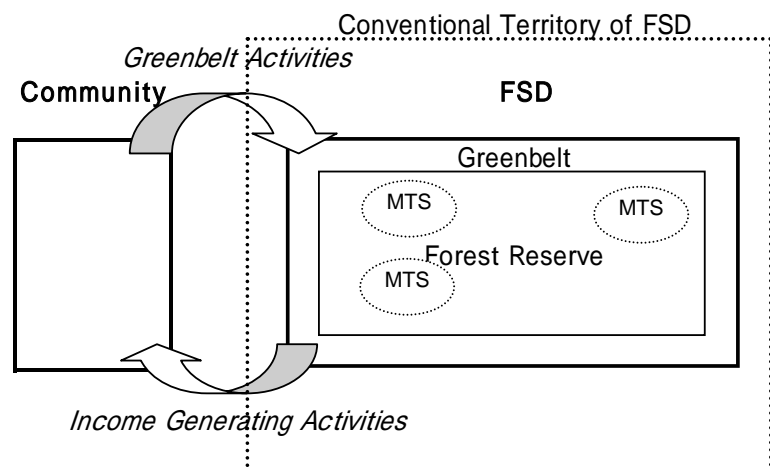 Conventional Territory of FSD
Greenbelt Activities
Community
FSD
Greenbelt
MTS
MTS
Forest Reserve
MTS
Income Generating Activities